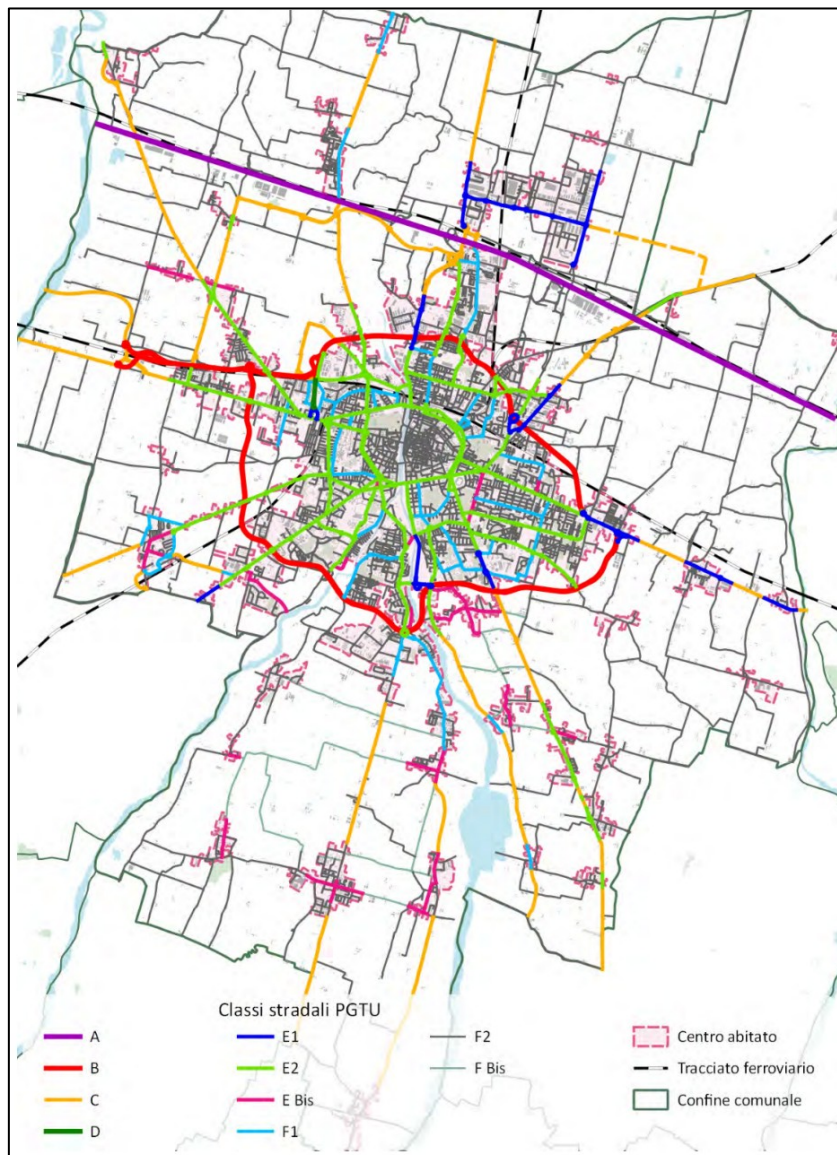 Classi stradali PGTU
A
B
C
D
E1
E2
E Bis
F1
F2
F Bis
Centro abitato
Tracciato ferroviario
Confine comunale